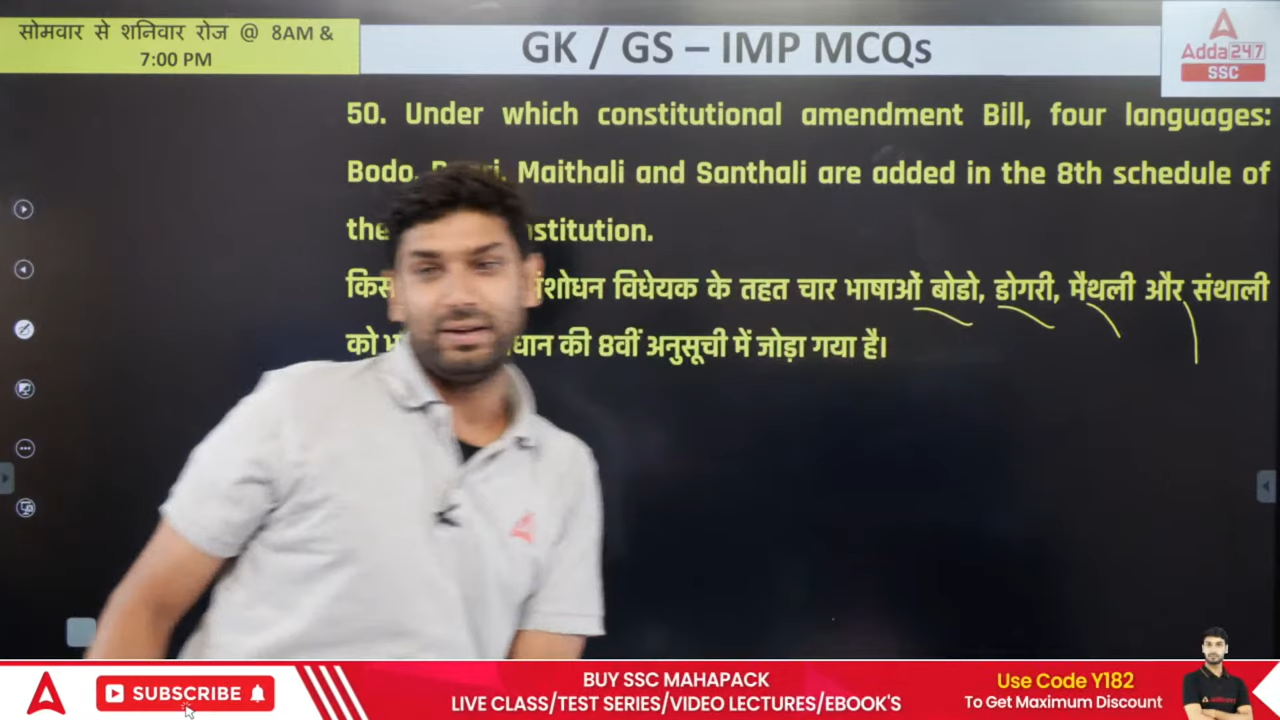 सोमवार से शनिवार रोज @ 8AM &
7:00 PM
GK / GS – IMP MCQs
Adda 24.7
SSC
50. Under which constitutional amendment Bill, four languages:
Bodo, Maithali and Santhali are added in the 8th schedule of
the
के तहत चार भाषाओं बोडो, डोगरी, मैथली और संथाली
विधेयक
को की 8वीं अनुसूची में जोड़ा गया है।
SUBSCRIBE
BUY SSC MAHAPACK
LIVE CLASS/TEST SERIES/VIDEO LECTURES/EBOOK'S
Use Code Y182
To Get Maximum Discount